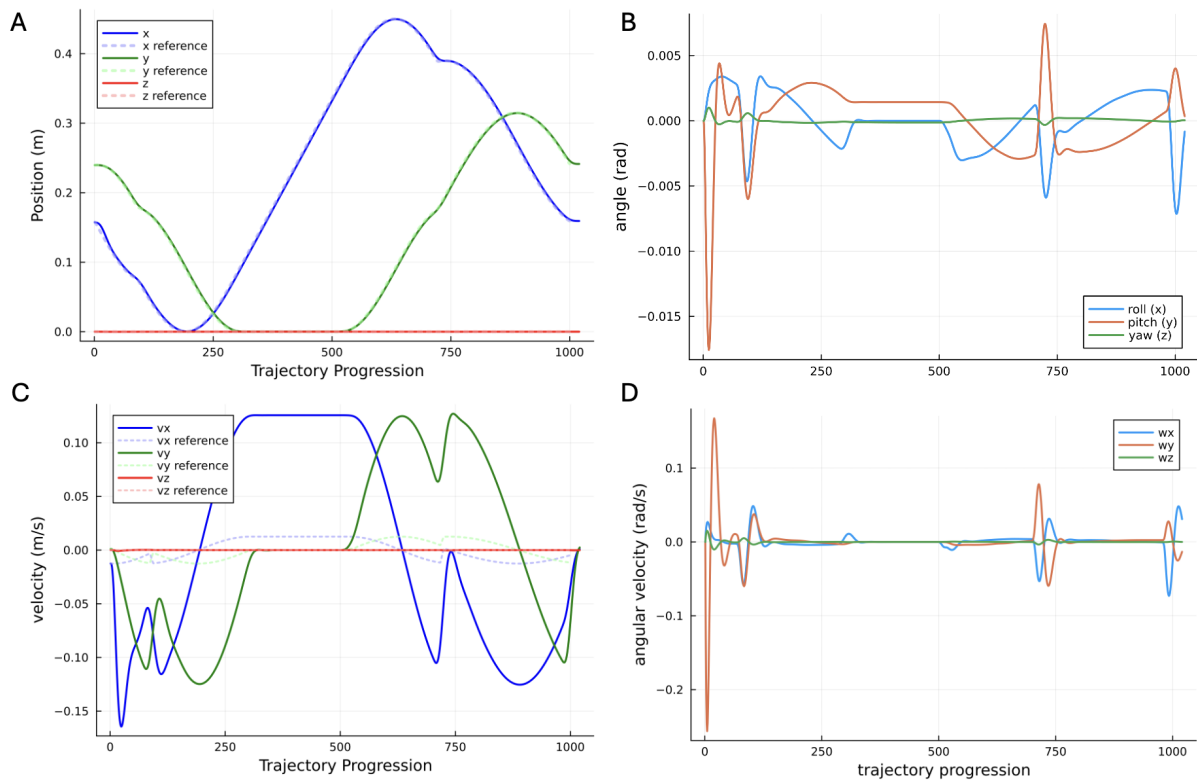 A
x
x reference
y
y reference
z
z reference
0.4
0.3
0.2
0.1
0.0
Position (m)
0
250
500
750
1000
Trajectory Progression
B
0.005
0.000
−0.005
−0.010
−0.015
angle (rad)
roll (x)
pitch (y)
yaw (z)
0
250
500
750
1000
C
vx
vx reference
vy
vy reference
vz
vz reference
0.10
0.05
0.00
−0.05
−0.10
−0.15
velocity (m/s)
0
250
500
750
1000
Trajectory Progression
D
wx
wy
wz
0.1
0.0
−0.1
−0.2
angular velocity (rad/s)
0
250
500
750
1000
trajectory progression